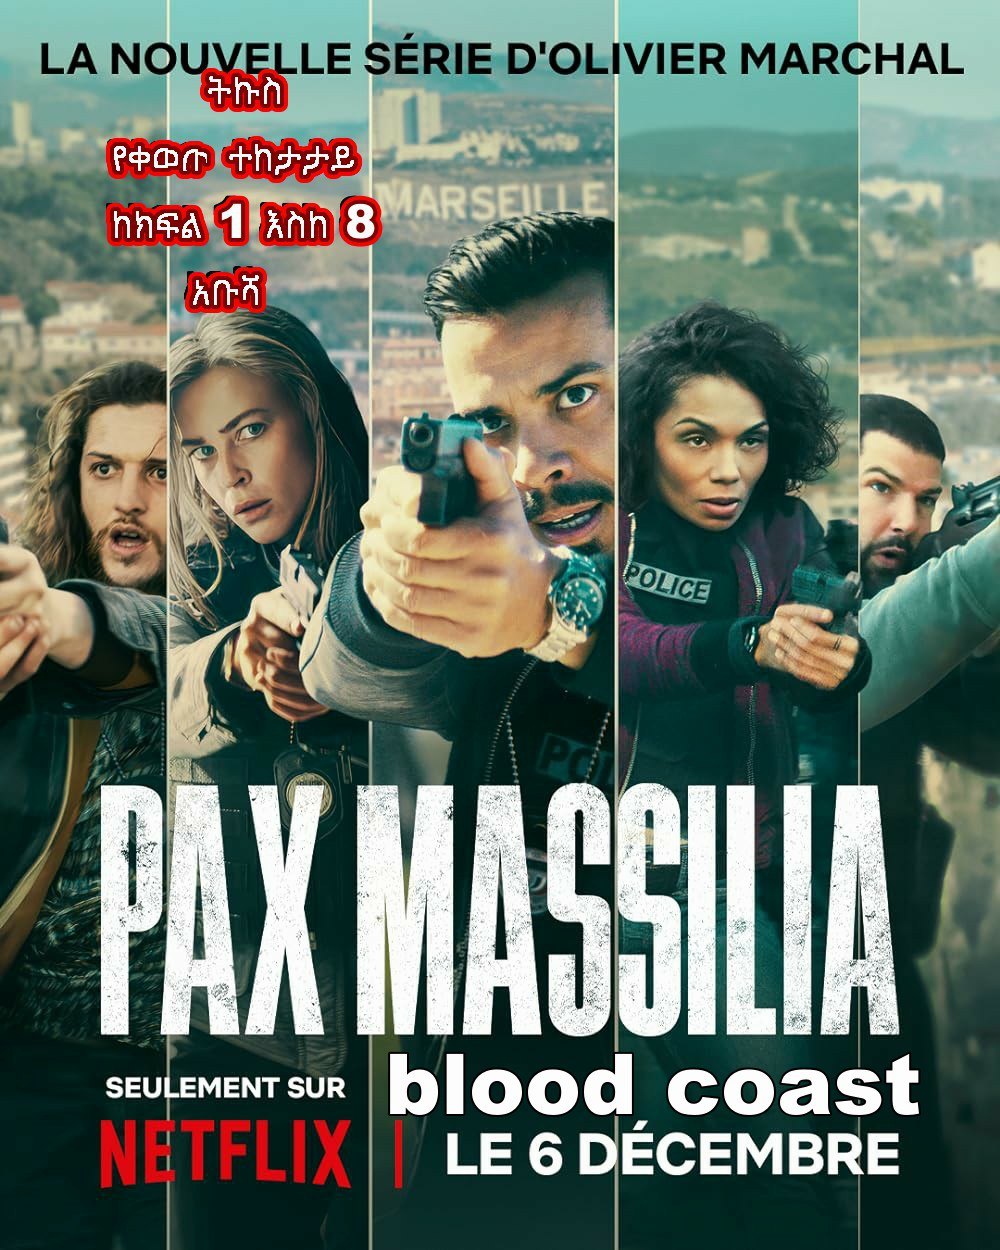 LA NOUVELLE SÉRIE D'OLIVIER MARCHAL
ትኩስ
የቀወጡ ተከታታይ
ከክፍል 1 እስከ 8
አቡሻ
MARSEILLE
POLICE
PAX MASSILIA
blood coast
SEULEMENT SUR
NETFLIX | LE 6 DÉCEMBRE